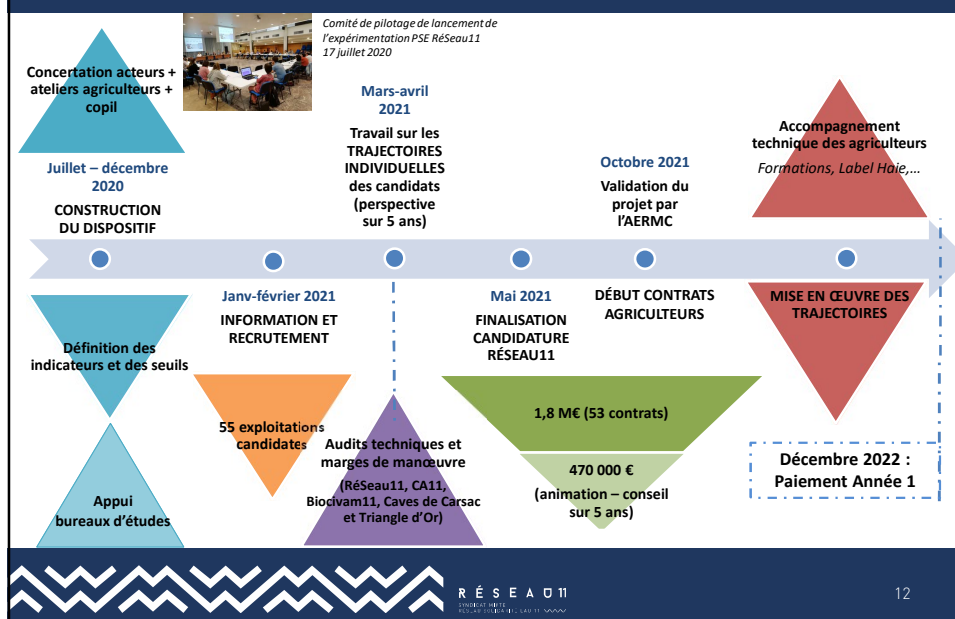 Comité de pilotage de lancement de
l'expérimentation PSE RéSeau11
17 juillet 2020
Concertation acteurs +
ateliers agriculteurs +
copil
Juillet – décembre
2020
CONSTRUCTION
DU DISPOSITIF
Mars-avril
2021
Travail sur les
TRAJECTOIRES
INDIVIDUELLES
des candidats
(perspective
sur 5 ans)
Octobre 2021
Validation du
projet par
l'AERMC
Accompagnement
technique des agriculteurs
Formations, Label Haie,...
Définition des
indicateurs et des seuils
Appui
bureaux d'études
Janv-février 2021
INFORMATION ET
RECRUTEMENT
55 exploitations
candidates
Audits techniques et
marges de manœuvre
(RéSeau11, CA11,
Biocivam11, Caves de Carsac
et Triangle d'Or)
Mai 2021
FINALISATION
CANDIDATURE
RÉSEAU11
DÉBUT CONTRATS
AGRICULTEURS
1,8 M€ (53 contrats)
470 000 €
(animation – conseil
sur 5 ans)
MISE EN ŒUVRE DES
TRAJECTOIRES
Décembre 2022 :
Paiement Année 1
RÉSEAU11
SYNDICAT MIXTE
RÉSEAU SOLIDARITÉ EAU 11
12